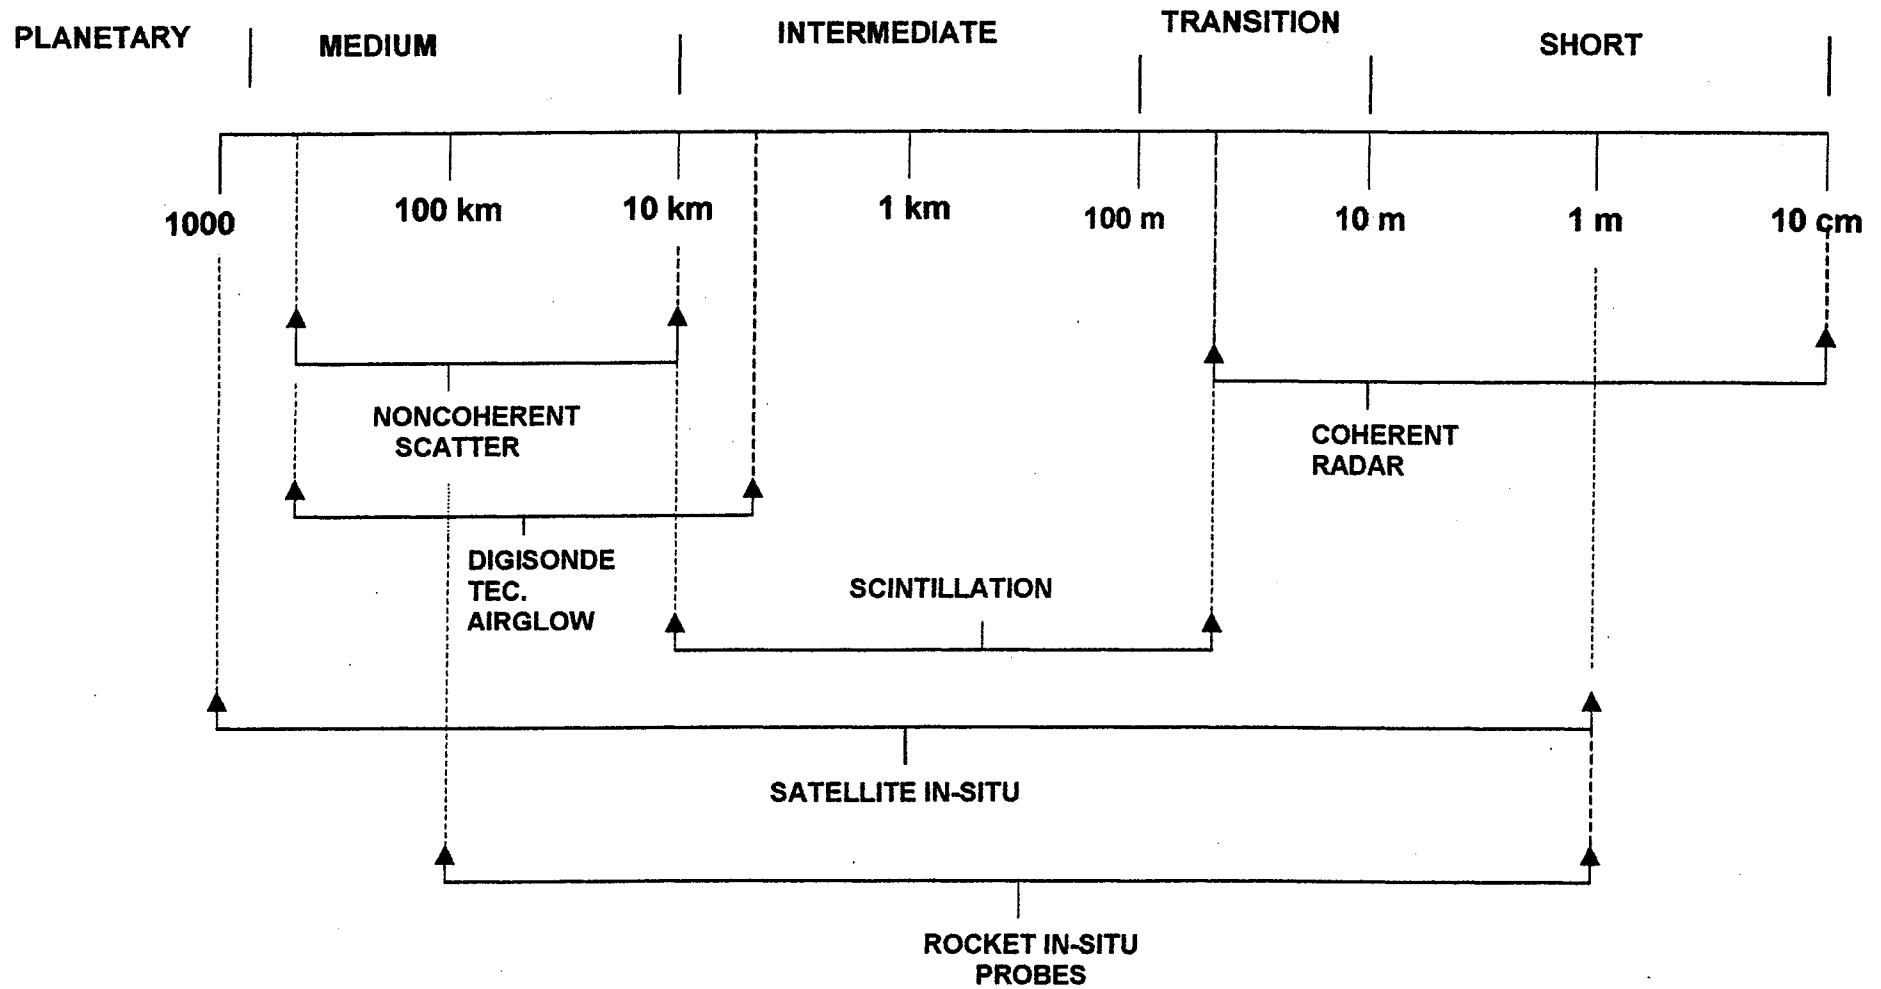 PLANETARY
MEDIUM
INTERMEDIATE
TRANSITION
SHORT
1000
100 km
10 km
1 km
100 m
10 m
1 m
10 cm
NONCOHERENT
SCATTER
COHERENT
RADAR
DIGISONDE
TEC.
AIRGLOW
SCINTILLATION
SATELLITE IN-SITU
ROCKET IN-SITU
PROBES